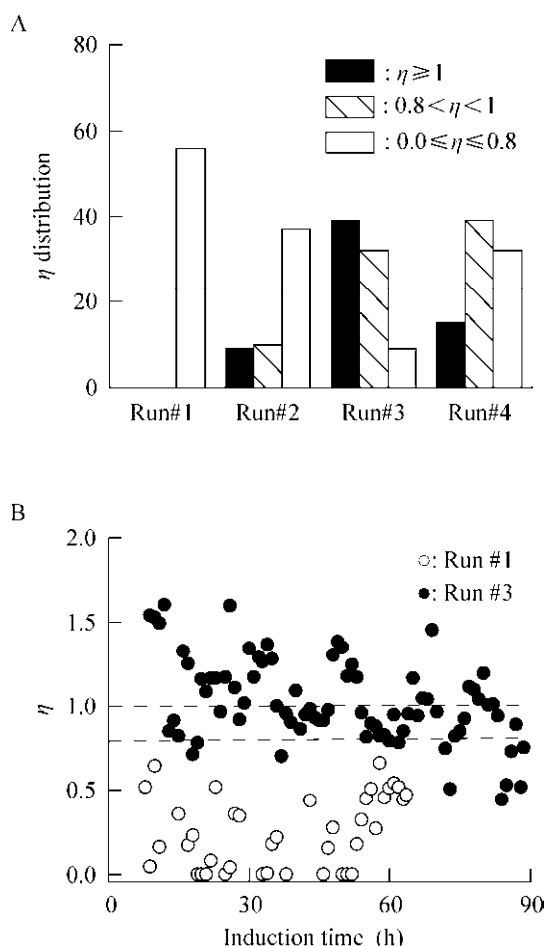 A
80
60
40
20
0
η distribution
: η≥1
: 0.8<η<1
: 0.0≤η≤0.8
Run#1 Run#2 Run#3 Run#4
B
2.0
1.5
1.0
0.5
0.0
η
: Run #1
: Run #3
0 30 60 90
Induction time (h)